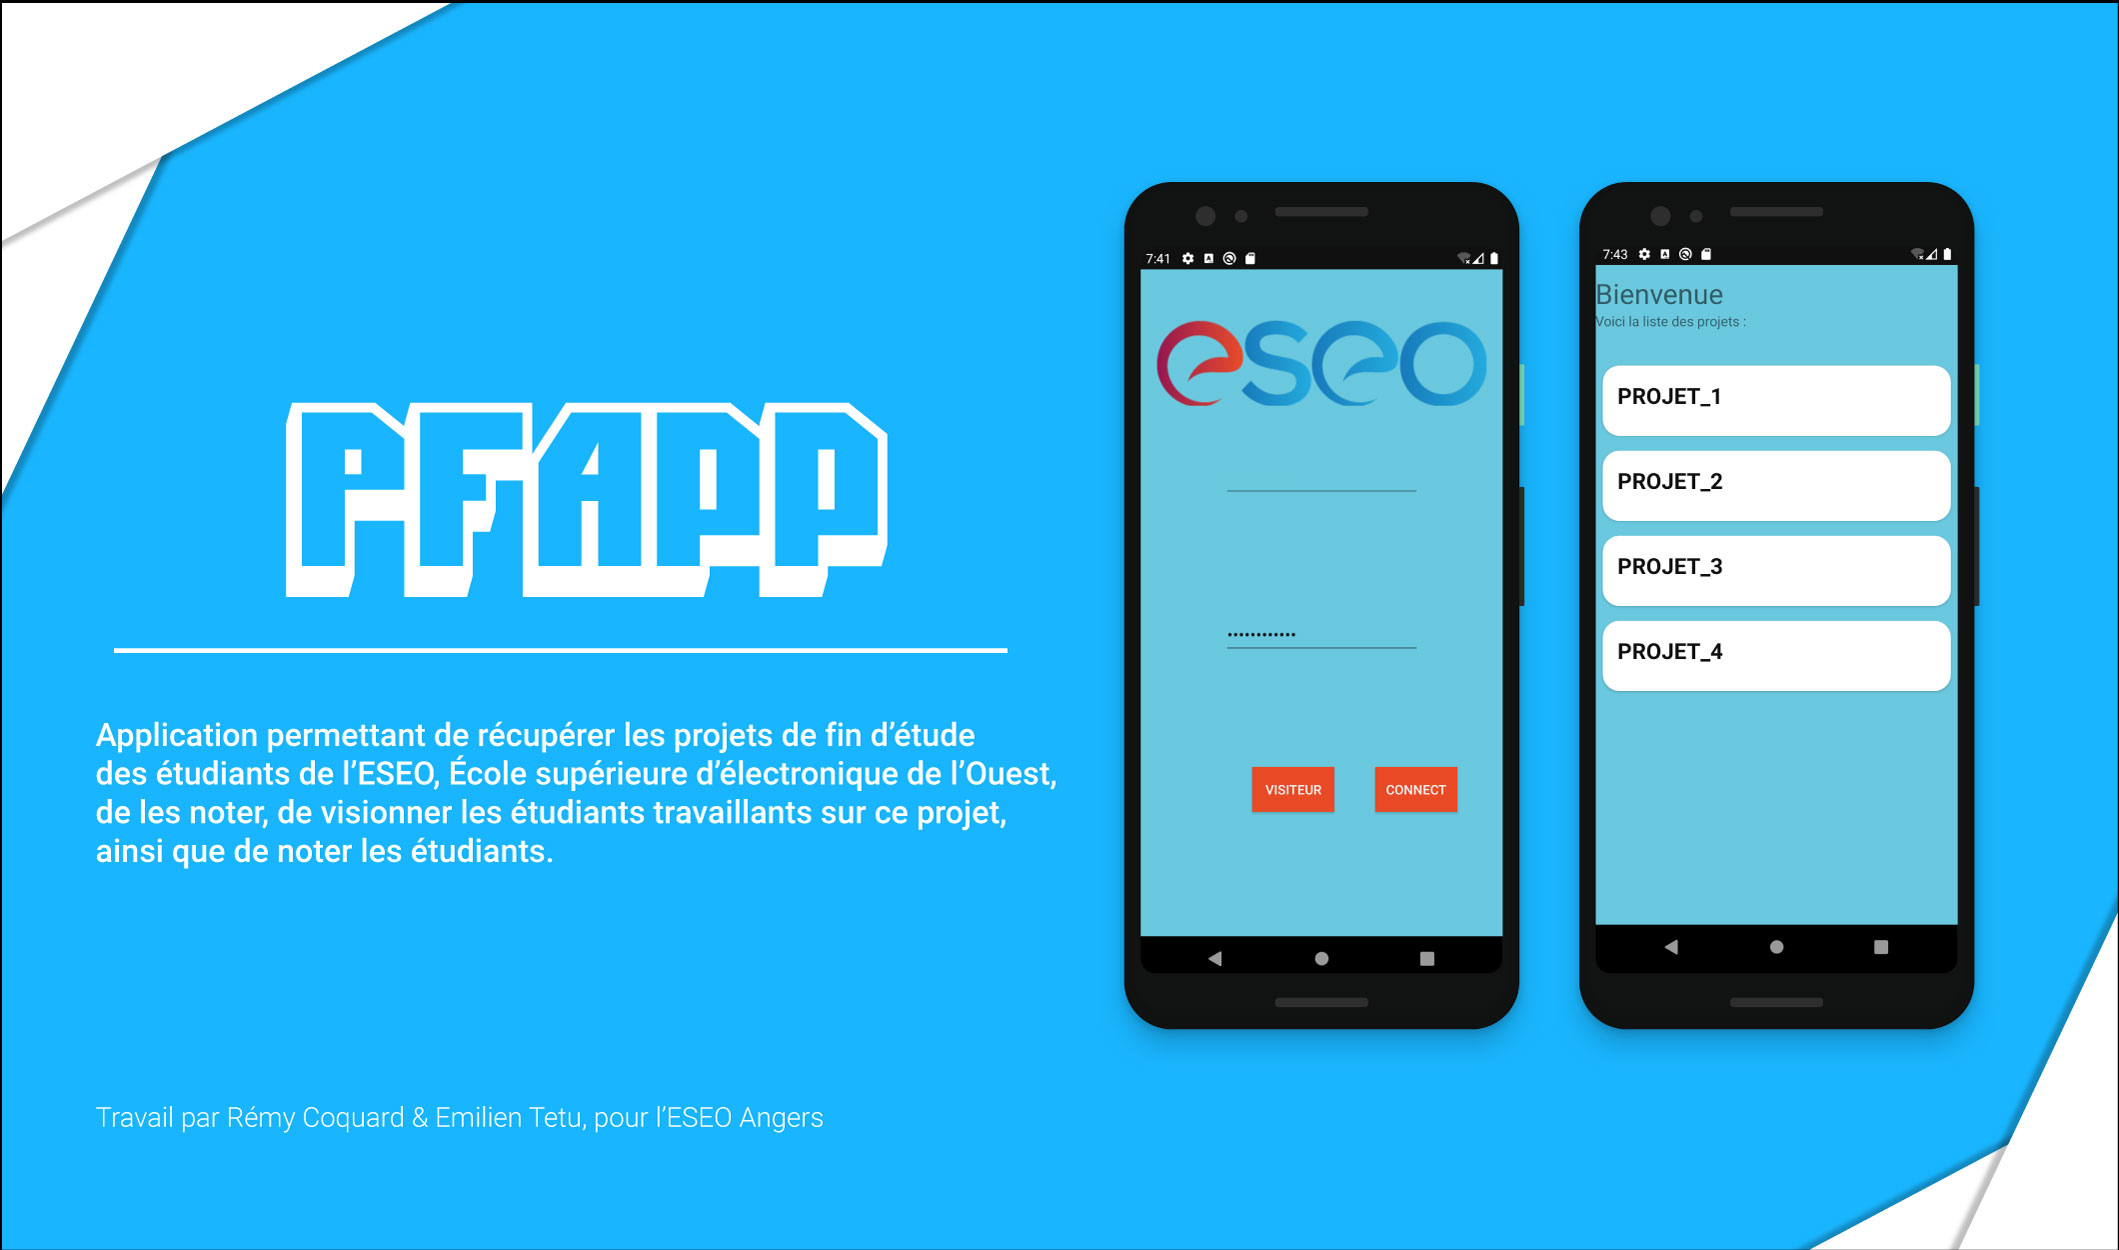 PFAPP
Application permettant de récupérer les projets de fin d’étude
des étudiants de l’ESEO, École supérieure d’électronique de l’Ouest,
de les noter, de visionner les étudiants travaillants sur ce projet,
ainsi que de noter les étudiants.
Travail par Rémy Coquard & Emilien Tetu, pour l’ESEO Angers
7:41
eseo
••••••••••••
VISITEUR
CONNECT
7:43
Bienvenue
Voici la liste des projets :
PROJET_1
PROJET_2
PROJET_3
PROJET_4